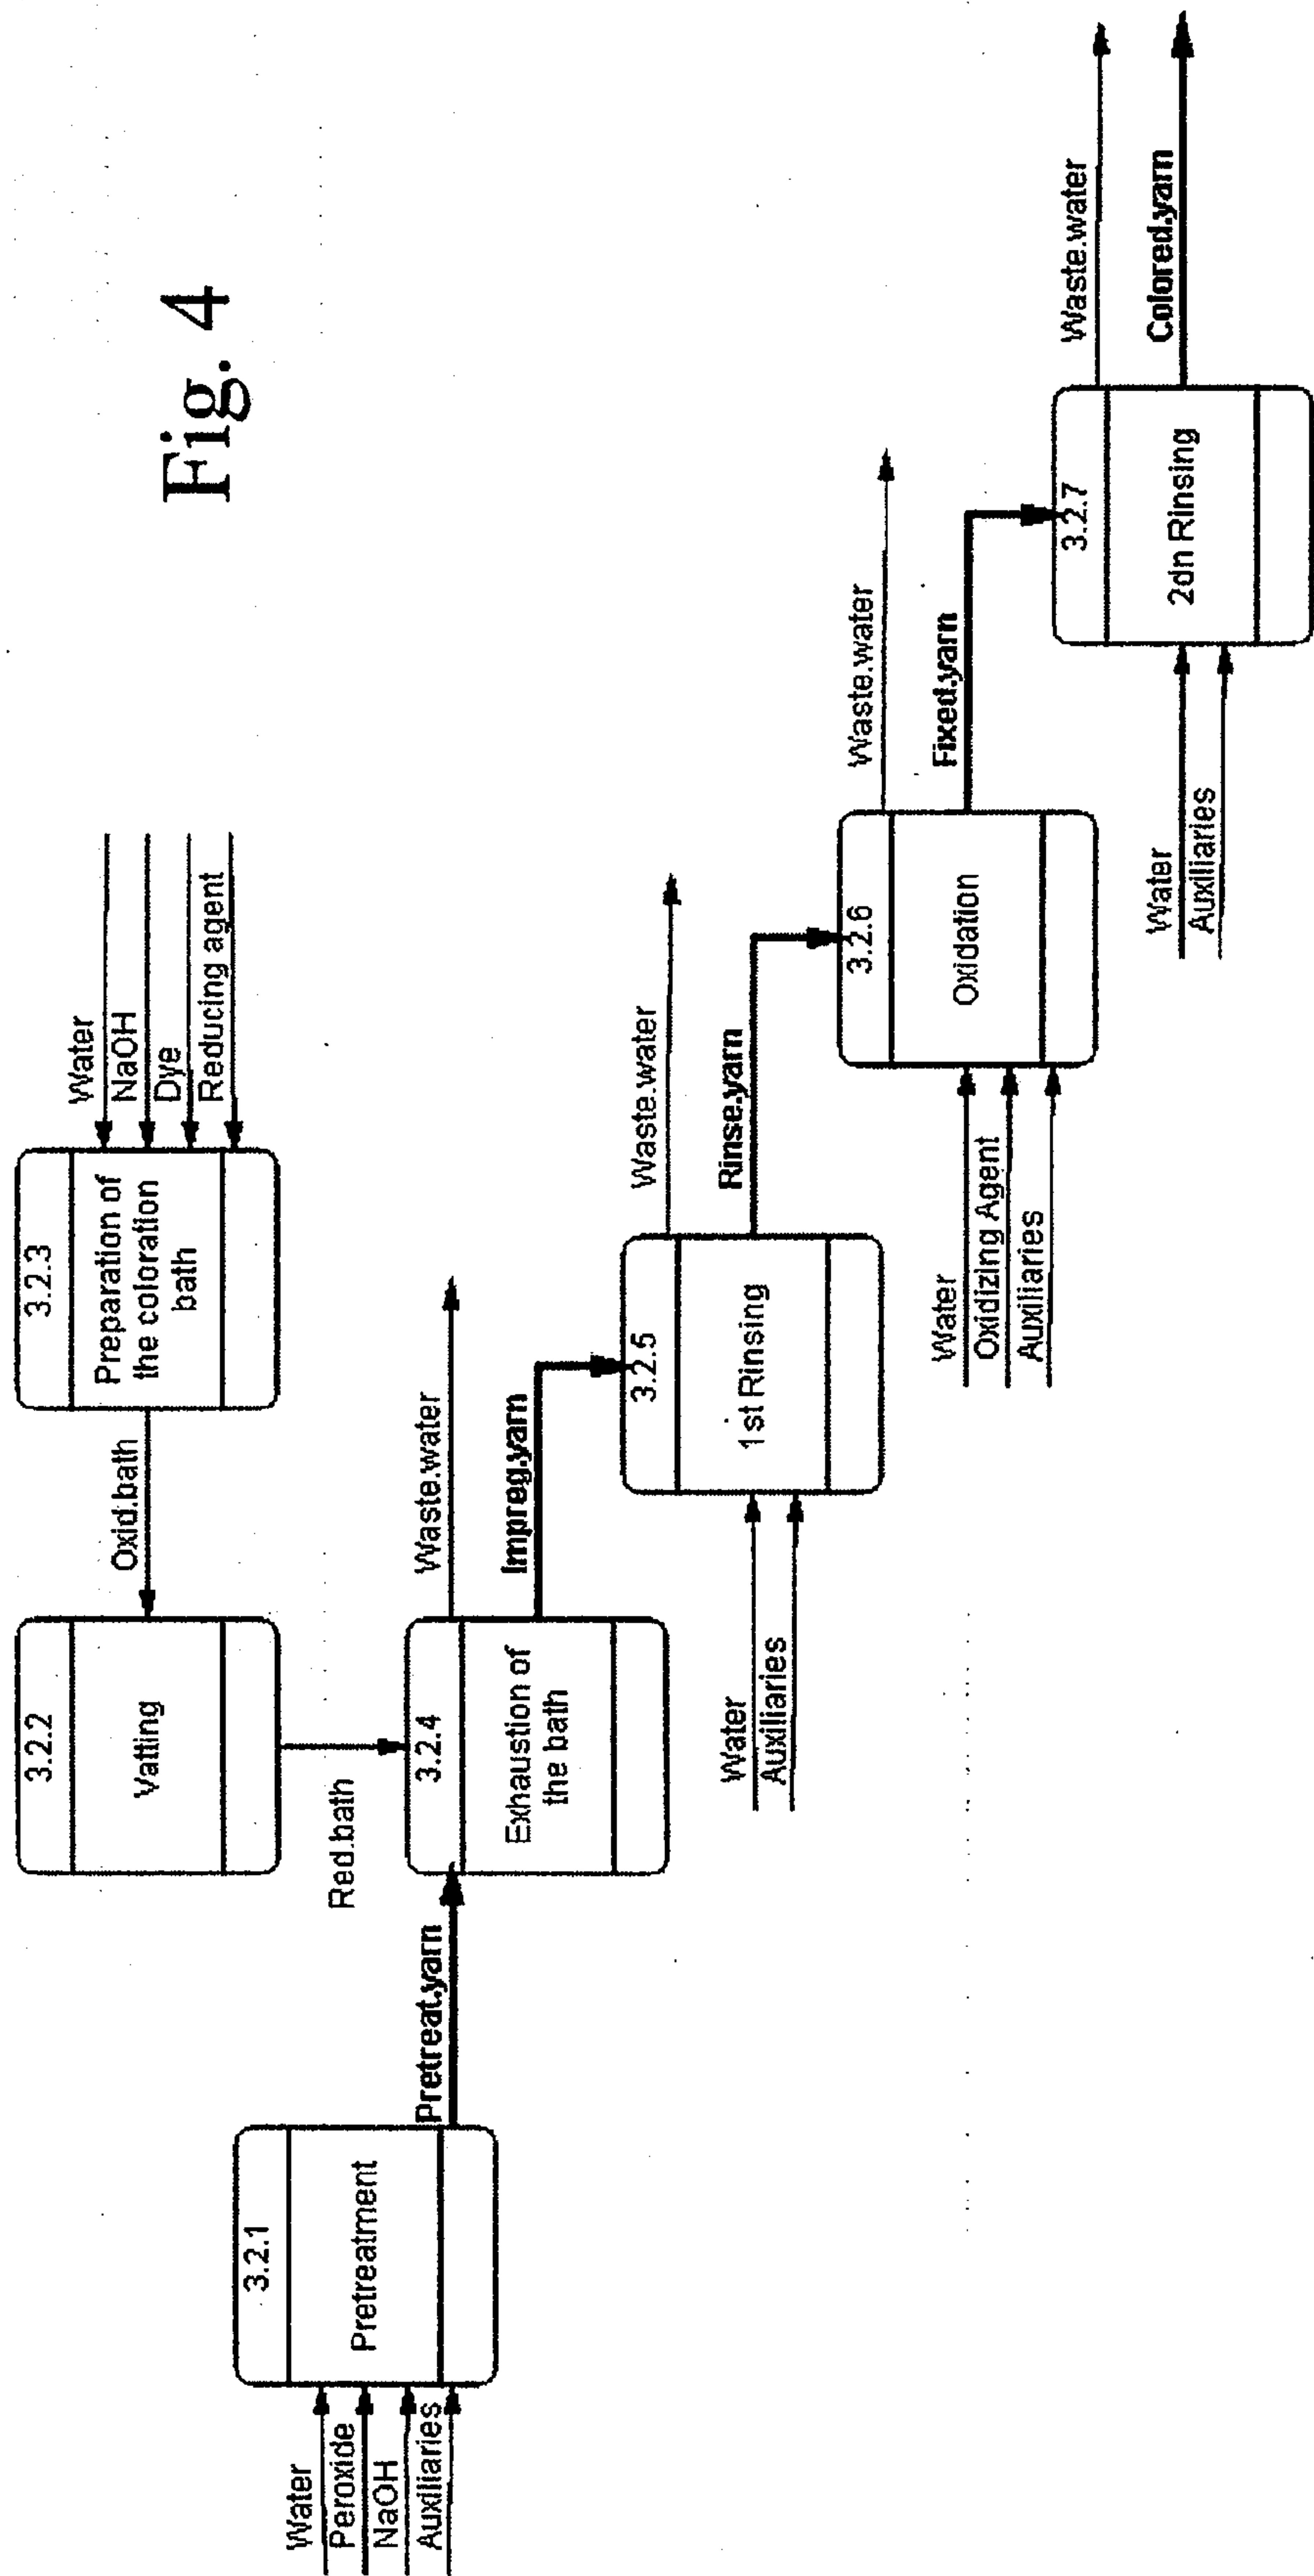 Fig. 4
3.2.3
Preparation of
the coloration
bath
Water
NaOH
Dye
Reducing agent
Oxid.bath
3.2.2
Vatting
Red.bath
3.2.1
Pretreatment
Water
Peroxide
NaOH
Auxiliaries
Pretreat.yarn
3.2.4
Exhaustion of
the bath
Waste.water
Impreg.yarn
3.2.5
1st Rinsing
Water
Auxiliaries
Waste.water
Rinse.yarn
3.2.6
Oxidation
Water
Oxidizing Agent
Auxiliaries
Waste.water
Fixed.yarn
3.2.7
2dn Rinsing
Water
Auxiliaries
Waste.water
Colored.yarn